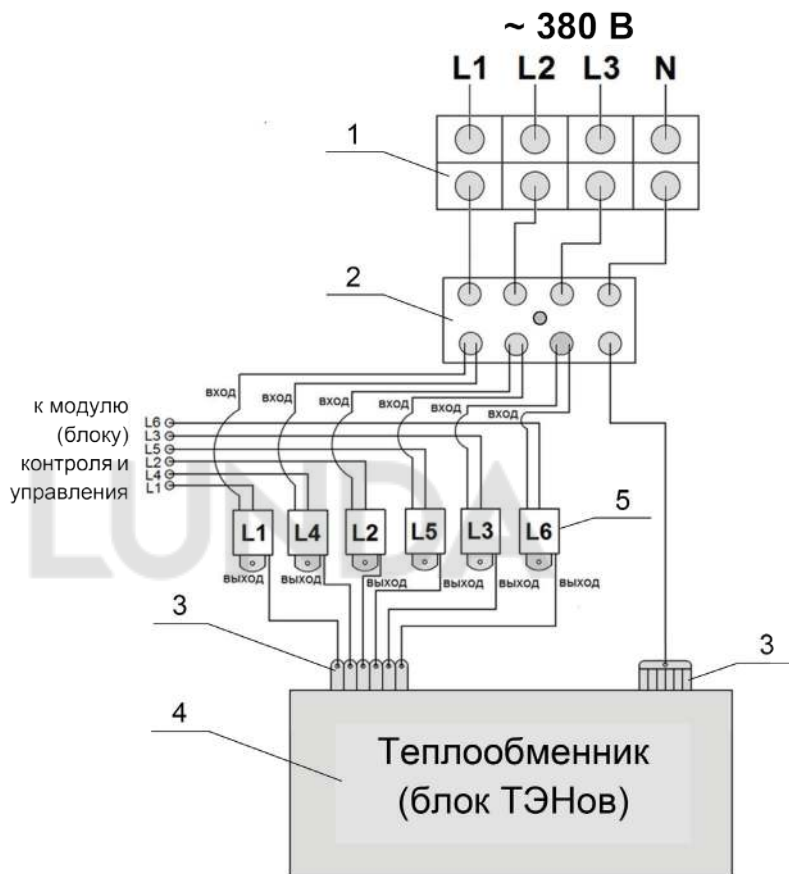 ~ 380 В
L1 L2 L3 N
1
2
вход вход вход вход вход вход
к модулю
(блоку)
контроля и
управления
L6
L3
L5
L2
L4
L1
LUNDA
L1 L4 L2 L5 L3 L6
5
выход выход выход выход выход выход
3
3
4
Теплообменник
(блок ТЭНов)